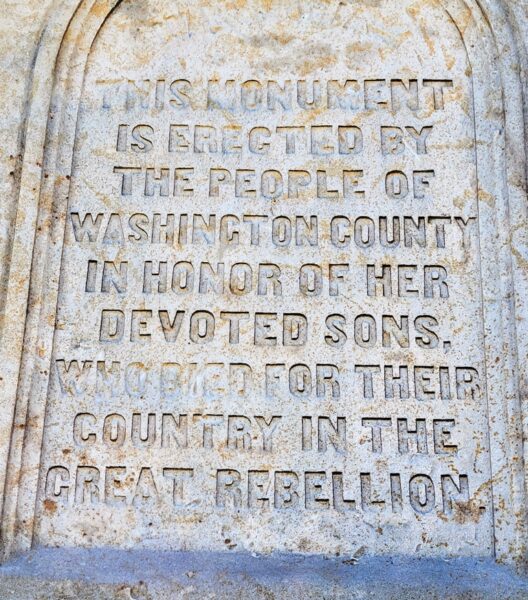 THIS MONUMENT
IS ERECTED BY
THE PEOPLE OF
WASHINGTON COUNTY
IN HONOR OF HER
DEVOTED SONS.
WHO DIED FOR THEIR
COUNTRY IN THE
GREAT REBELLION.